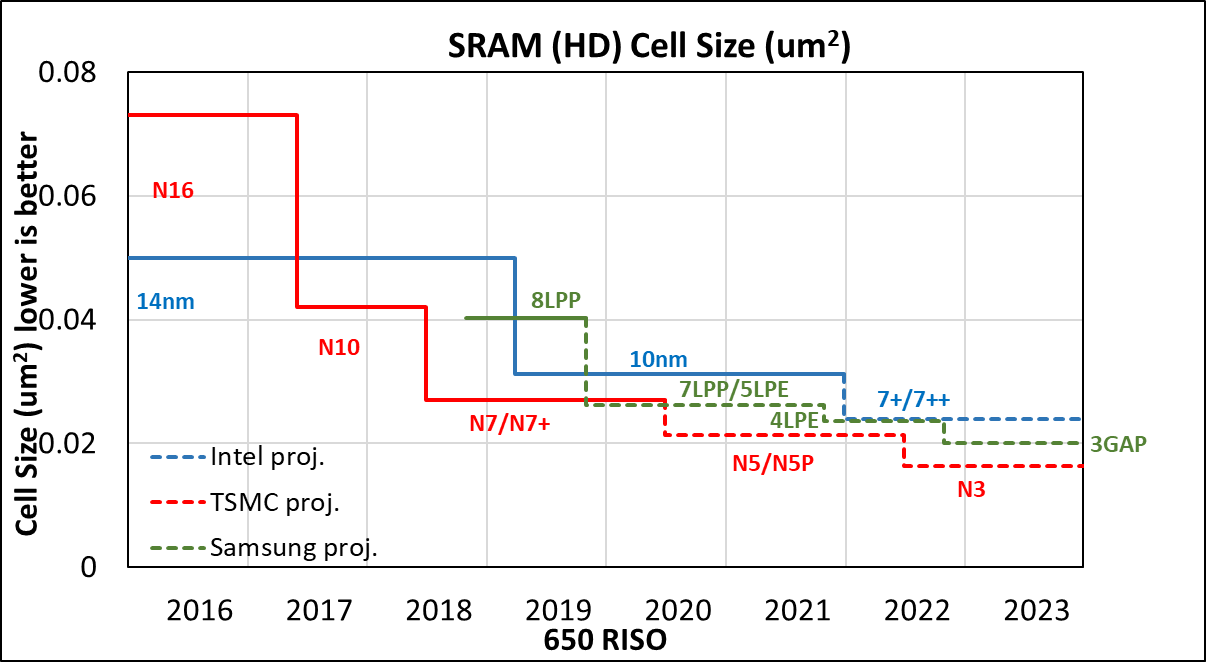 SRAM (HD) Cell Size (um²)
Cell Size (um²) lower is better
0.08
0.06
0.04
0.02
0
N16
14nm
N10
8LPP
10nm
7LPP/5LPE
7+/7++
N7/N7+
4LPE
N5/N5P
3GAP
N3
Intel proj.
TSMC proj.
Samsung proj.
2016 2017 2018 2019 2020 2021 2022 2023
650 RISO